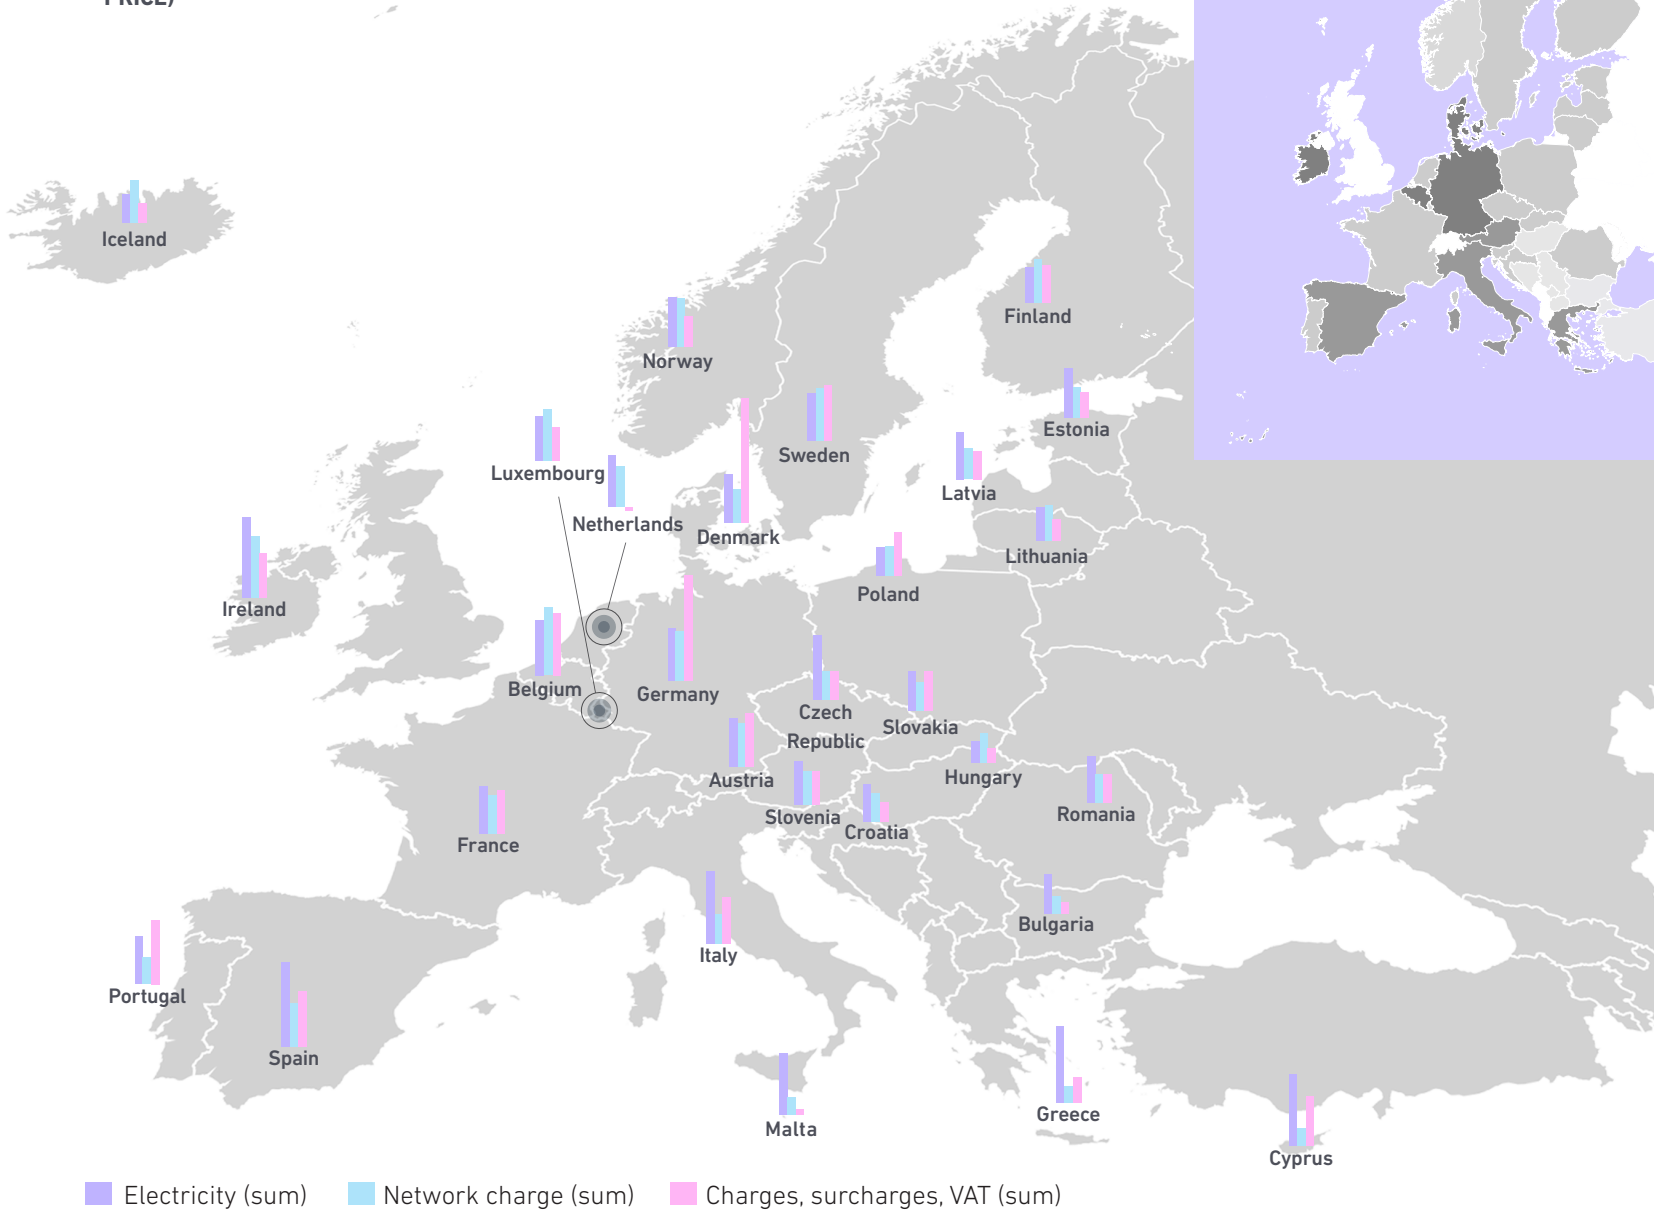 PRICE)
Iceland
Finland
Norway
Estonia
Sweden
Luxembourg
Latvia
Netherlands
Denmark
Lithuania
Poland
Ireland
Belgium
Germany
Czech
Republic
Slovakia
Austria
Hungary
Slovenia
Croatia
Romania
France
Bulgaria
Italy
Portugal
Spain
Greece
Malta
Cyprus
Electricity (sum)
Network charge (sum)
Charges, surcharges, VAT (sum)